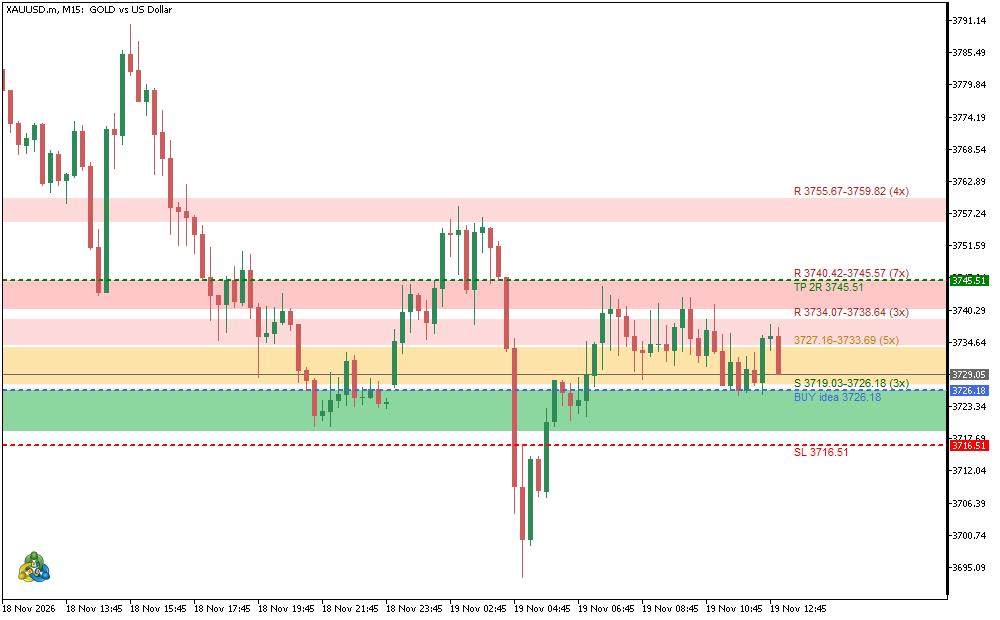 XAUUSD.m, M15: GOLD vs US Dollar
3791.14
3785.49
3779.84
3774.19
3768.54
3762.89
R 3755.67-3759.82 (4x)
3757.24
3751.59
R 3740.42-3745.57 (7x)
3745.51
TP 2R 3745.51
R 3734.07-3738.64 (3x)
3740.29
3727.16-3733.69 (5x)
3734.64
3729.05
S 3719.03-3726.18 (3x)
3726.18
BUY idea 3726.18
3723.34
3717.69
3716.51
SL 3716.51
3712.04
3706.39
3700.74
3695.09
18 Nov 2026 18 Nov 13:45 18 Nov 15:45 18 Nov 17:45 18 Nov 19:45 18 Nov 21:45 18 Nov 23:45 19 Nov 02:45 19 Nov 04:45 19 Nov 06:45 19 Nov 08:45 19 Nov 10:45 19 Nov 12:45